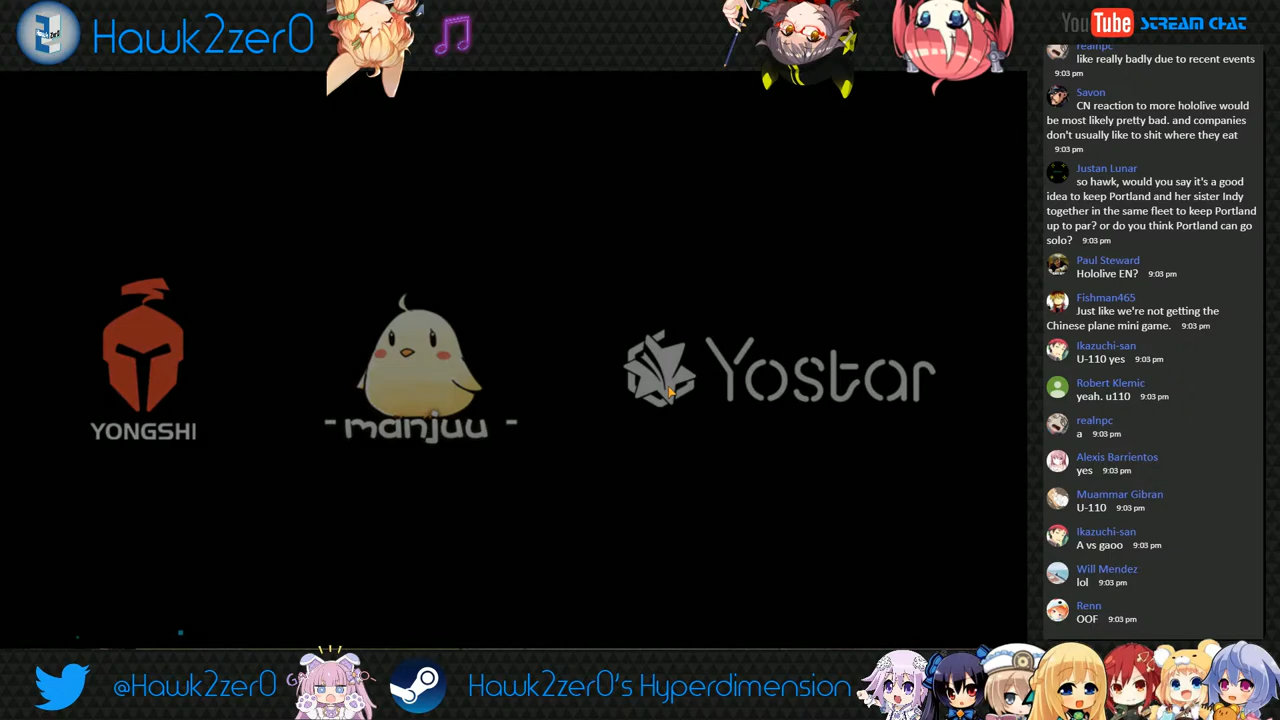 Hawk2zer0
YouTube STREAM CHAT
realnpc
like really badly due to recent events
9:03 pm
Savon
CN reaction to more hololive would
be most likely pretty bad. and companies
don't usually like to shit where they eat
9:03 pm
Justan Lunar
so hawk, would you say it's a good
idea to keep Portland and her sister Indy
together in the same fleet to keep Portland
up to par? or do you think Portland can go
solo? 9:03 pm
Paul Steward
Hololive EN? 9:03 pm
Fishman465
Just like we're not getting the
Chinese plane mini game. 9:03 pm
Ikazuchi-san
U-110 yes 9:03 pm
Robert Klemic
yeah. u110 9:03 pm
realnpc
a 9:03 pm
Alexis Barrientos
yes 9:03 pm
Muammar Gibran
U-110 9:03 pm
Ikazuchi-san
A vs gaoo 9:03 pm
Will Mendez
lol 9:03 pm
Renn
OOF 9:03 pm
YONGSHI
- manjuu -
Yostar
@Hawk2zer0
Hawk2zer0's Hyperdimension